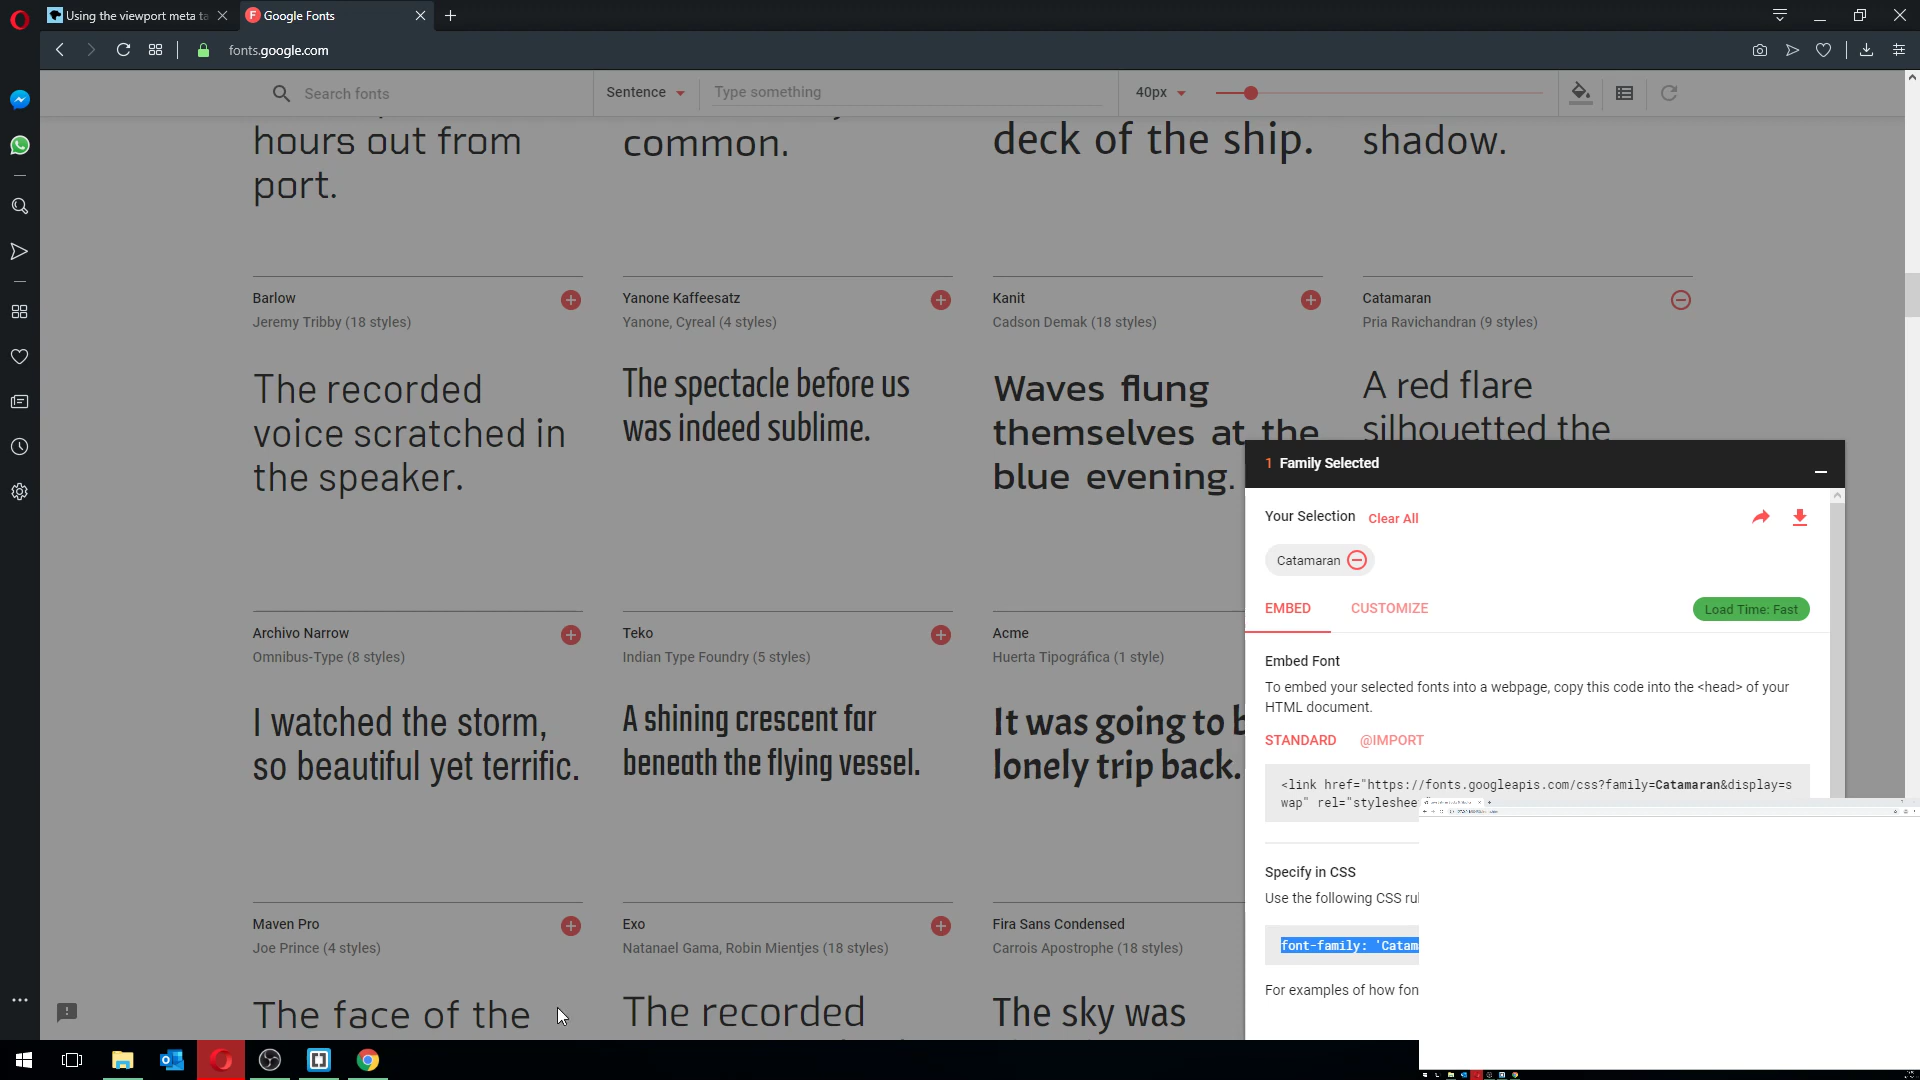 Using the viewport meta ta
Google Fonts
fonts.google.com
Search fonts
Sentence
Type something
40px
hours out from
port.
common.
deck of the ship.
shadow.
Barlow
Jeremy Tribby (18 styles)
The recorded
voice scratched in
the speaker.
Yanone Kaffeesatz
Yanone, Cyreal (4 styles)
The spectacle before us
was indeed sublime.
Kanit
Cadson Demak (18 styles)
Waves flung
themselves at the
blue evening.
Catamaran
Pria Ravichandran (9 styles)
A red flare
silhouetted the
Archivo Narrow
Omnibus-Type (8 styles)
I watched the storm,
so beautiful yet terrific.
Teko
Indian Type Foundry (5 styles)
A shining crescent far
beneath the flying vessel.
Acme
Huerta Tipográfica (1 style)
It was going to b
lonely trip back.
Maven Pro
Joe Prince (4 styles)
The face of the
Exo
Natanael Gama, Robin Mientjes (18 styles)
The recorded
Fira Sans Condensed
Carrois Apostrophe (18 styles)
The sky was
1 Family Selected
Your Selection Clear All
Catamaran
EMBED CUSTOMIZE
Load Time: Fast
Embed Font
To embed your selected fonts into a webpage, copy this code into the <head> of your
HTML document.
STANDARD @IMPORT
<link href="https://fonts.googleapis.com/css?family=Catamaran&display=s
wap" rel="styleshee
Specify in CSS
Use the following CSS rul
font-family: 'Catam
For examples of how fon